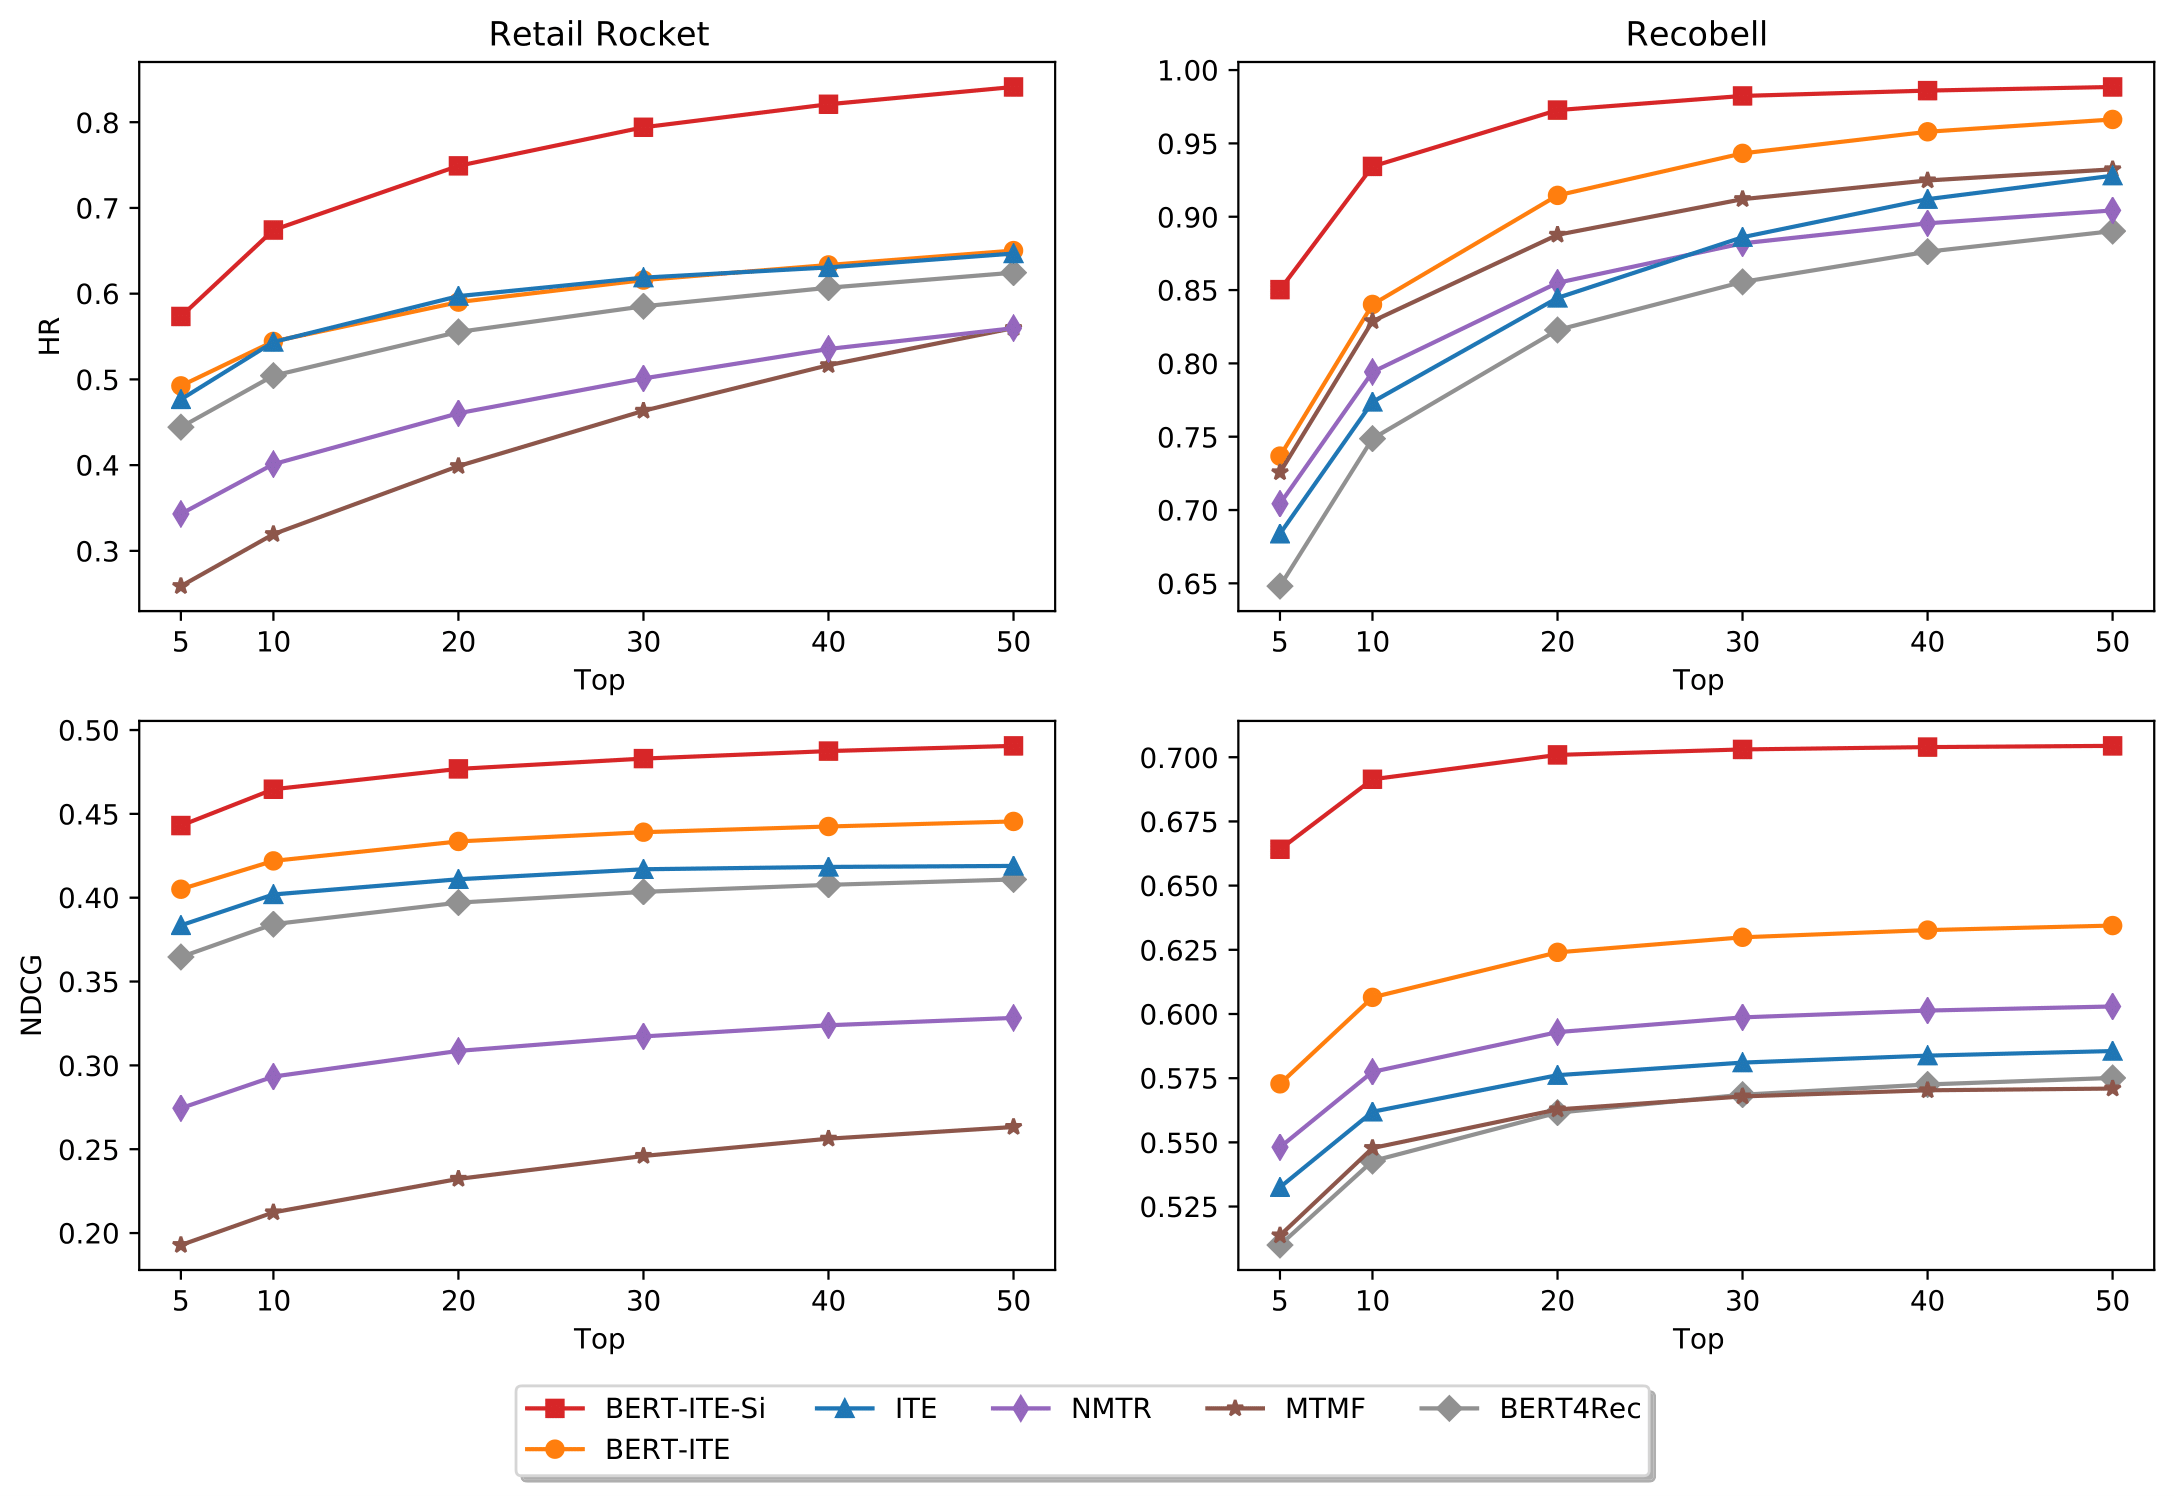 Retail Rocket
HR
0.8
0.7
0.6
0.5
0.4
0.3
5 10 20 30 40 50
Top
Recobell
1.00
0.95
0.90
0.85
0.80
0.75
0.70
0.65
5 10 20 30 40 50
Top
NDCG
0.50
0.45
0.40
0.35
0.30
0.25
0.20
5 10 20 30 40 50
Top
0.700
0.675
0.650
0.625
0.600
0.575
0.550
0.525
5 10 20 30 40 50
Top
BERT-ITE-Si ITE NMTR MTMF BERT4Rec
BERT-ITE